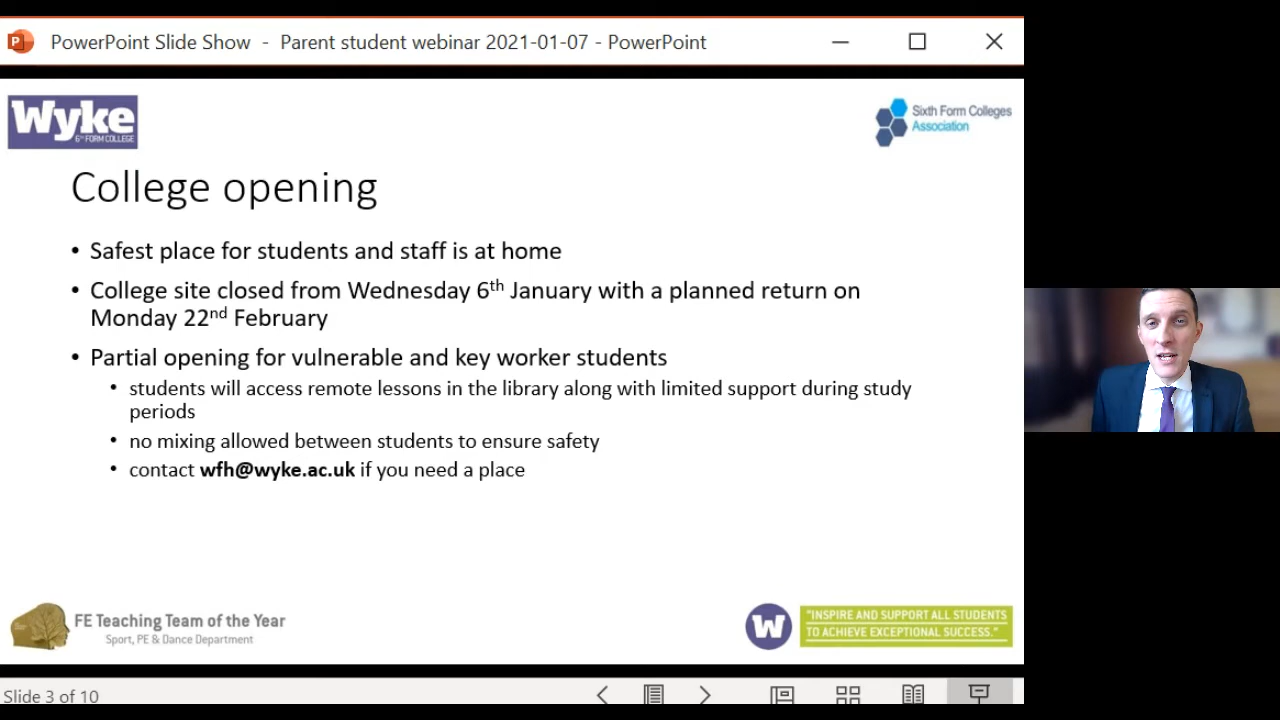 PowerPoint Slide Show - Parent student webinar 2021-01-07 - PowerPoint
Wyke
6TH FORM COLLEGE
Sixth Form Colleges
Association
College opening
• Safest place for students and staff is at home
• College site closed from Wednesday 6th January with a planned return on
Monday 22nd February
• Partial opening for vulnerable and key worker students
• students will access remote lessons in the library along with limited support during study
periods
• no mixing allowed between students to ensure safety
• contact wfh@wyke.ac.uk if you need a place
FE Teaching Team of the Year
Sport, PE & Dance Department
W
"INSPIRE AND SUPPORT ALL STUDENTS
TO ACHIEVE EXCEPTIONAL SUCCESS."
Slide 3 of 10